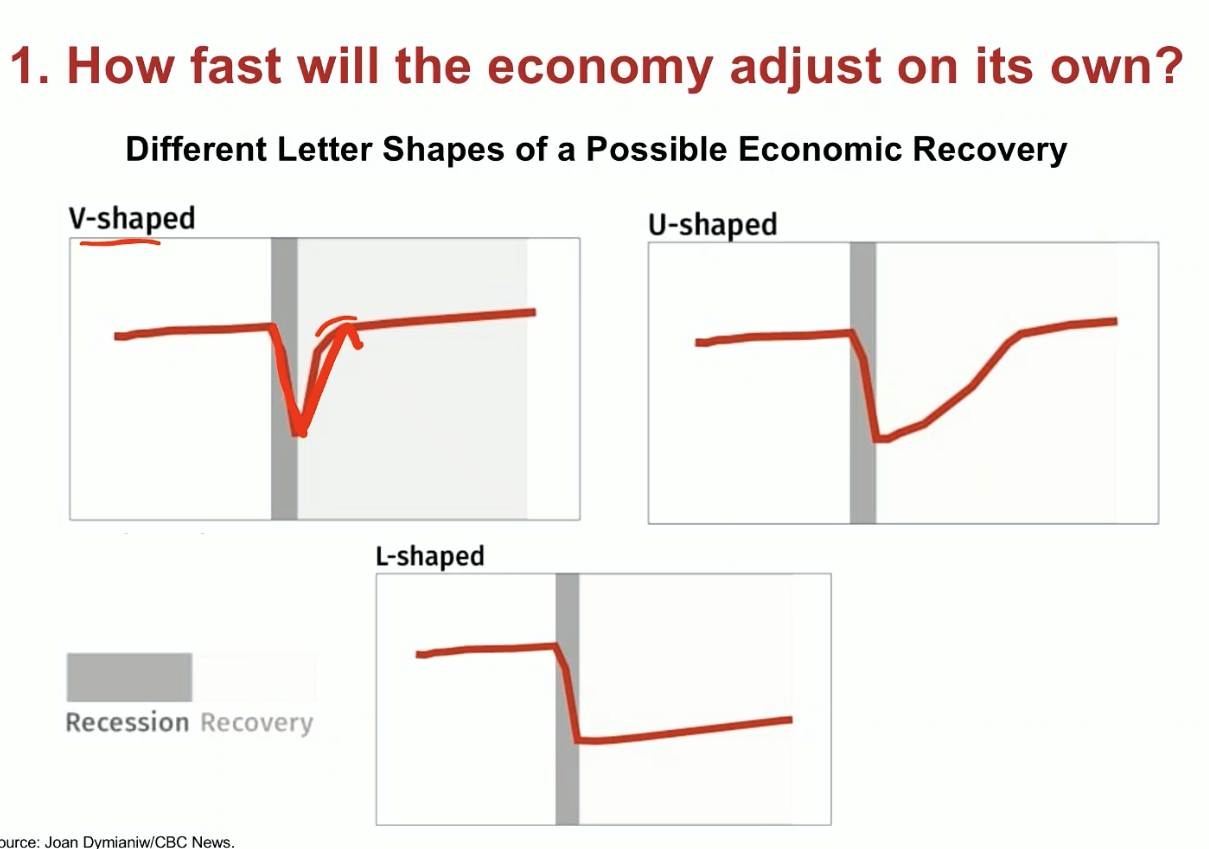 1. How fast will the economy adjust on its own?
Different Letter Shapes of a Possible Economic Recovery
V-shaped
U-shaped
L-shaped
Recession Recovery
ource: Joan Dymianiw/CBC News.